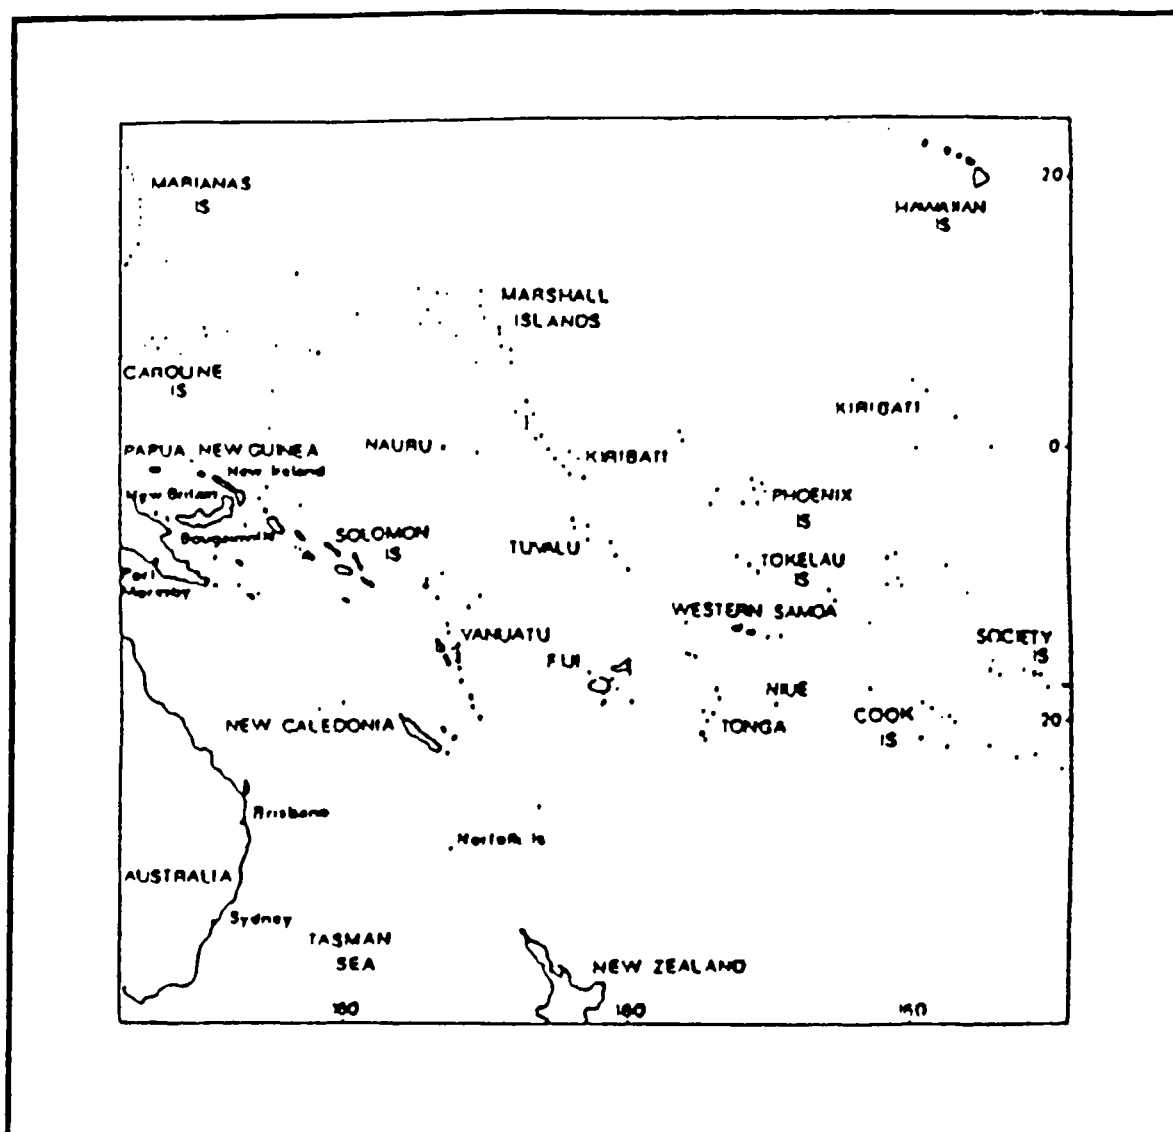 20
MARIANAS
IS
HAWAIIAN
IS
MARSHALL
ISLANDS
CAROLINE
IS
KIRIBATI
0
NAURU
PAPUA NEW GUINEA
KIRIBATI
New Ireland
New Britain
PHOENIX
IS
Bougainville
SOLOMON
IS
TUVALU
TOKELAU
IS
Port
Moresby
WESTERN SAMOA
VANUATU
SOCIETY
IS
FIJI
NIUE
NEW CALEDONIA
TONGA
COOK
IS
20
Brisbane
Norfolk Is
AUSTRALIA
Sydney
TASMAN
SEA
NEW ZEALAND
160
180
160